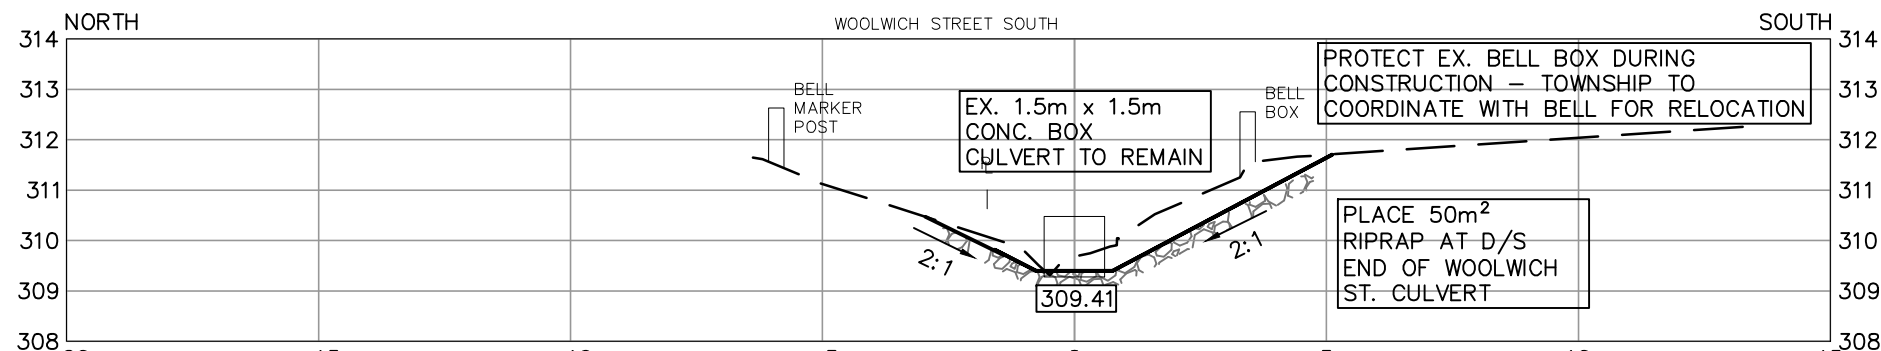 NORTH
WOOLWICH STREET SOUTH
SOUTH
314
314
313
313
312
312
311
311
310
310
309
309
308
308
BELL
MARKER
POST
EX. 1.5m x 1.5m
CONC. BOX
CULVERT TO REMAIN
BELL
BOX
PROTECT EX. BELL BOX DURING
CONSTRUCTION – TOWNSHIP TO
COORDINATE WITH BELL FOR RELOCATION
PLACE 50m²
RIPRAP AT D/S
END OF WOOLWICH
ST. CULVERT
2:1
2:1
309.41